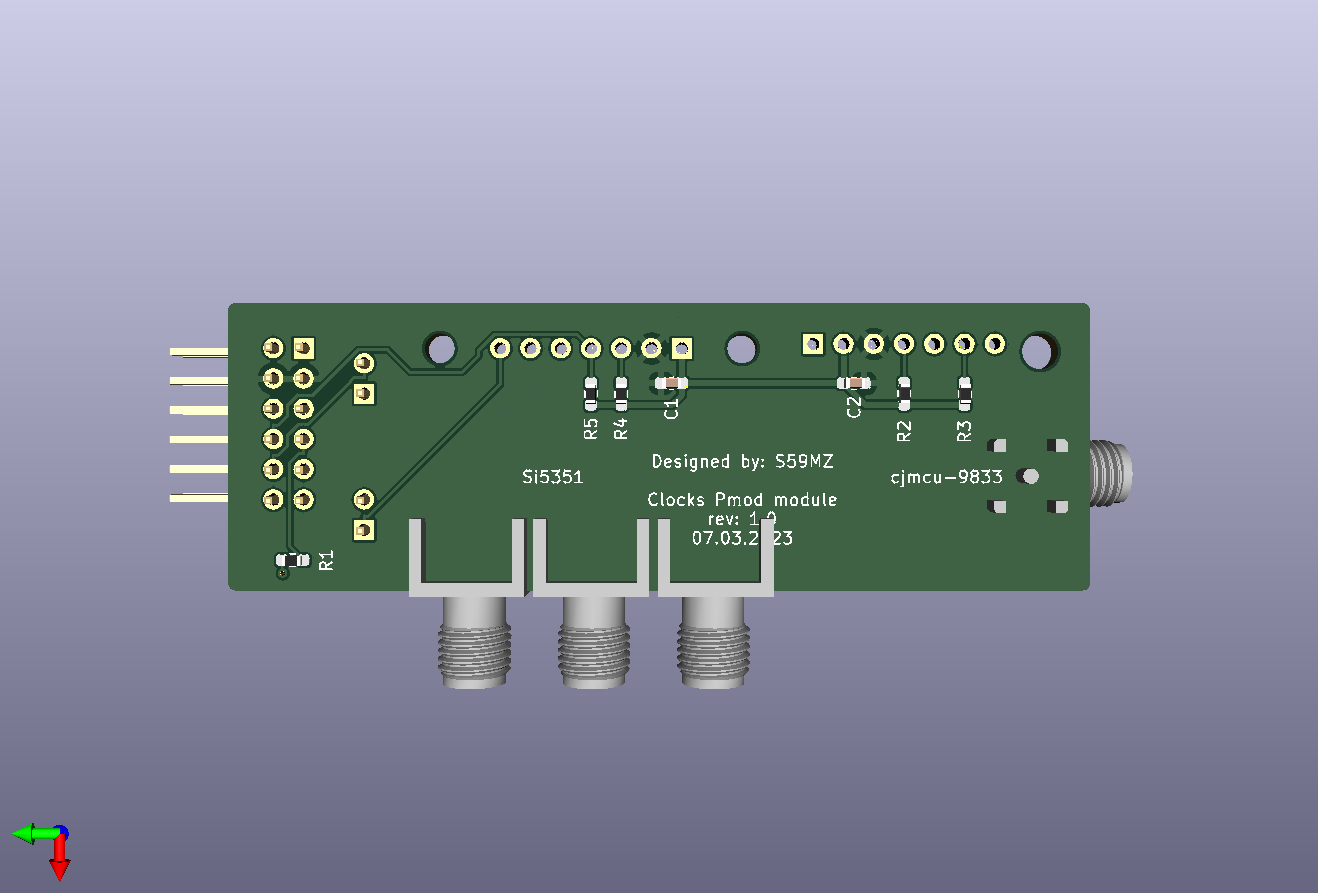 R5
R4
C1
C2
R2
R3
Designed by: S59MZ
Si5351
cjmcu-9833
Clocks Pmod module
rev: 1.0
R1